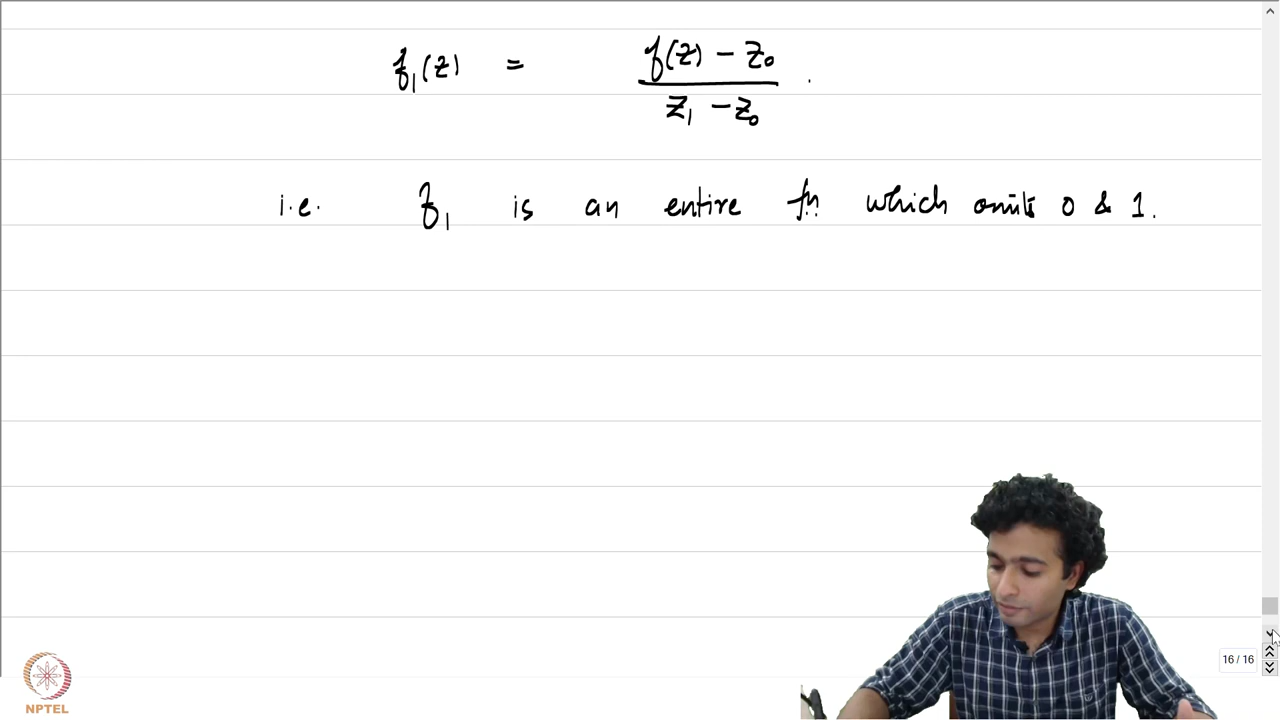 f₁(z) = f(z) − z₀ / z₁ − z₀ .
i.e. f₁ is an entire fn which omits 0 & 1.
16 / 16
NPTEL